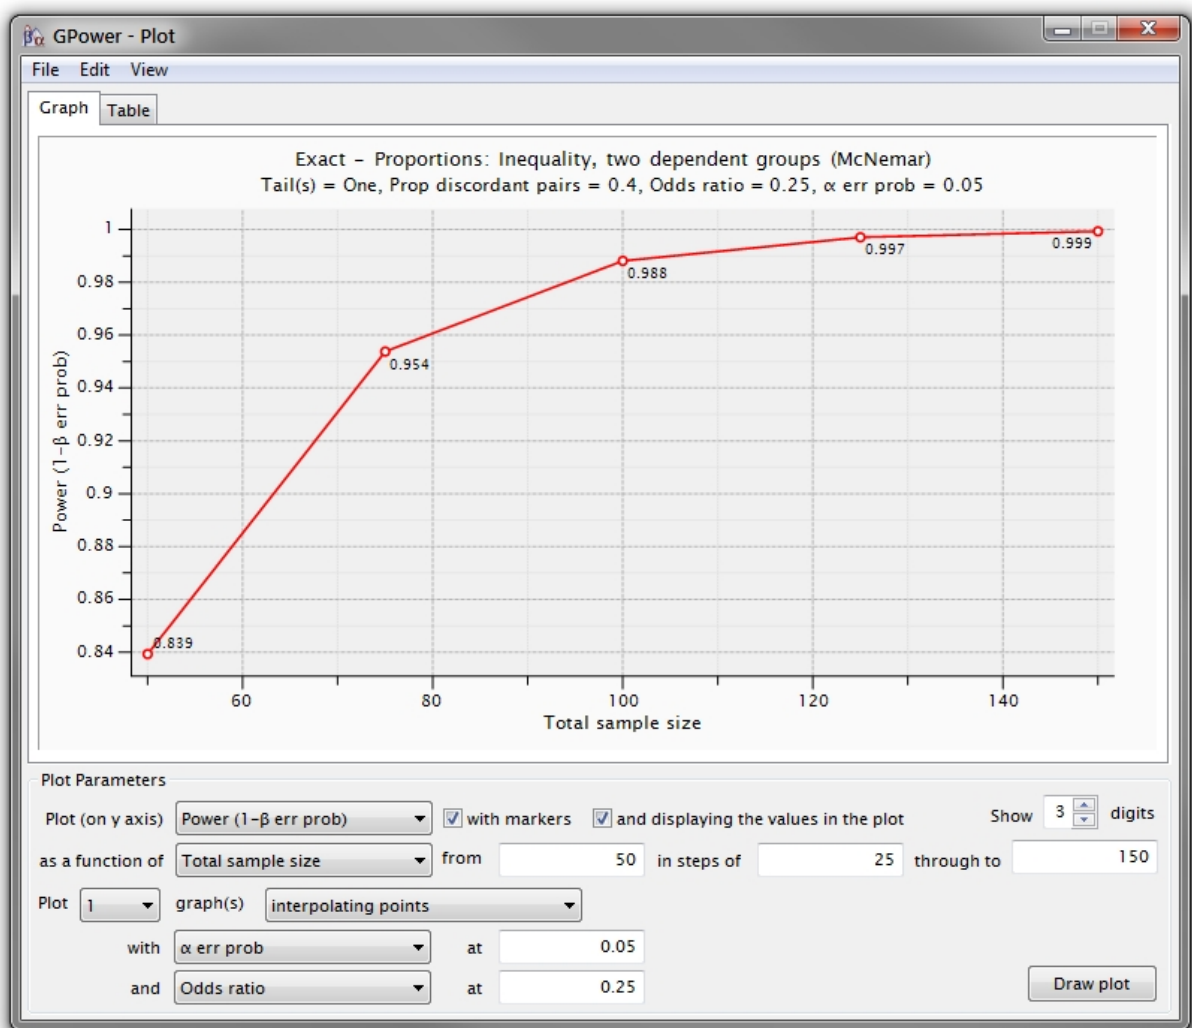 GPower - Plot
File Edit View
Graph Table
Exact – Proportions: Inequality, two dependent groups (McNemar)
Tail(s) = One, Prop discordant pairs = 0.4, Odds ratio = 0.25, α err prob = 0.05
Power (1-β err prob)
1
0.98
0.96
0.94
0.92
0.9
0.88
0.86
0.84
0.839
0.954
0.988
0.997
0.999
60 80 100 120 140
Total sample size
Plot Parameters
Plot (on y axis) Power (1-β err prob) with markers and displaying the values in the plot Show 3 digits
as a function of Total sample size from 50 in steps of 25 through to 150
Plot 1 graph(s) interpolating points
with α err prob at 0.05
and Odds ratio at 0.25
Draw plot